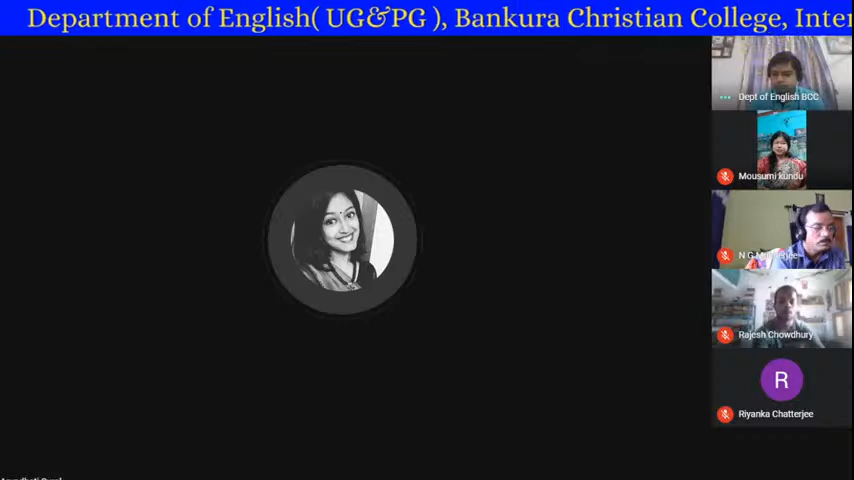 Department of English( UG&PG ), Bankura Christian College, Inter
Dept of English BCC
Mousumi kundu
N G Mukherjee
Rajesh Chowdhury
R
Riyanka Chatterjee